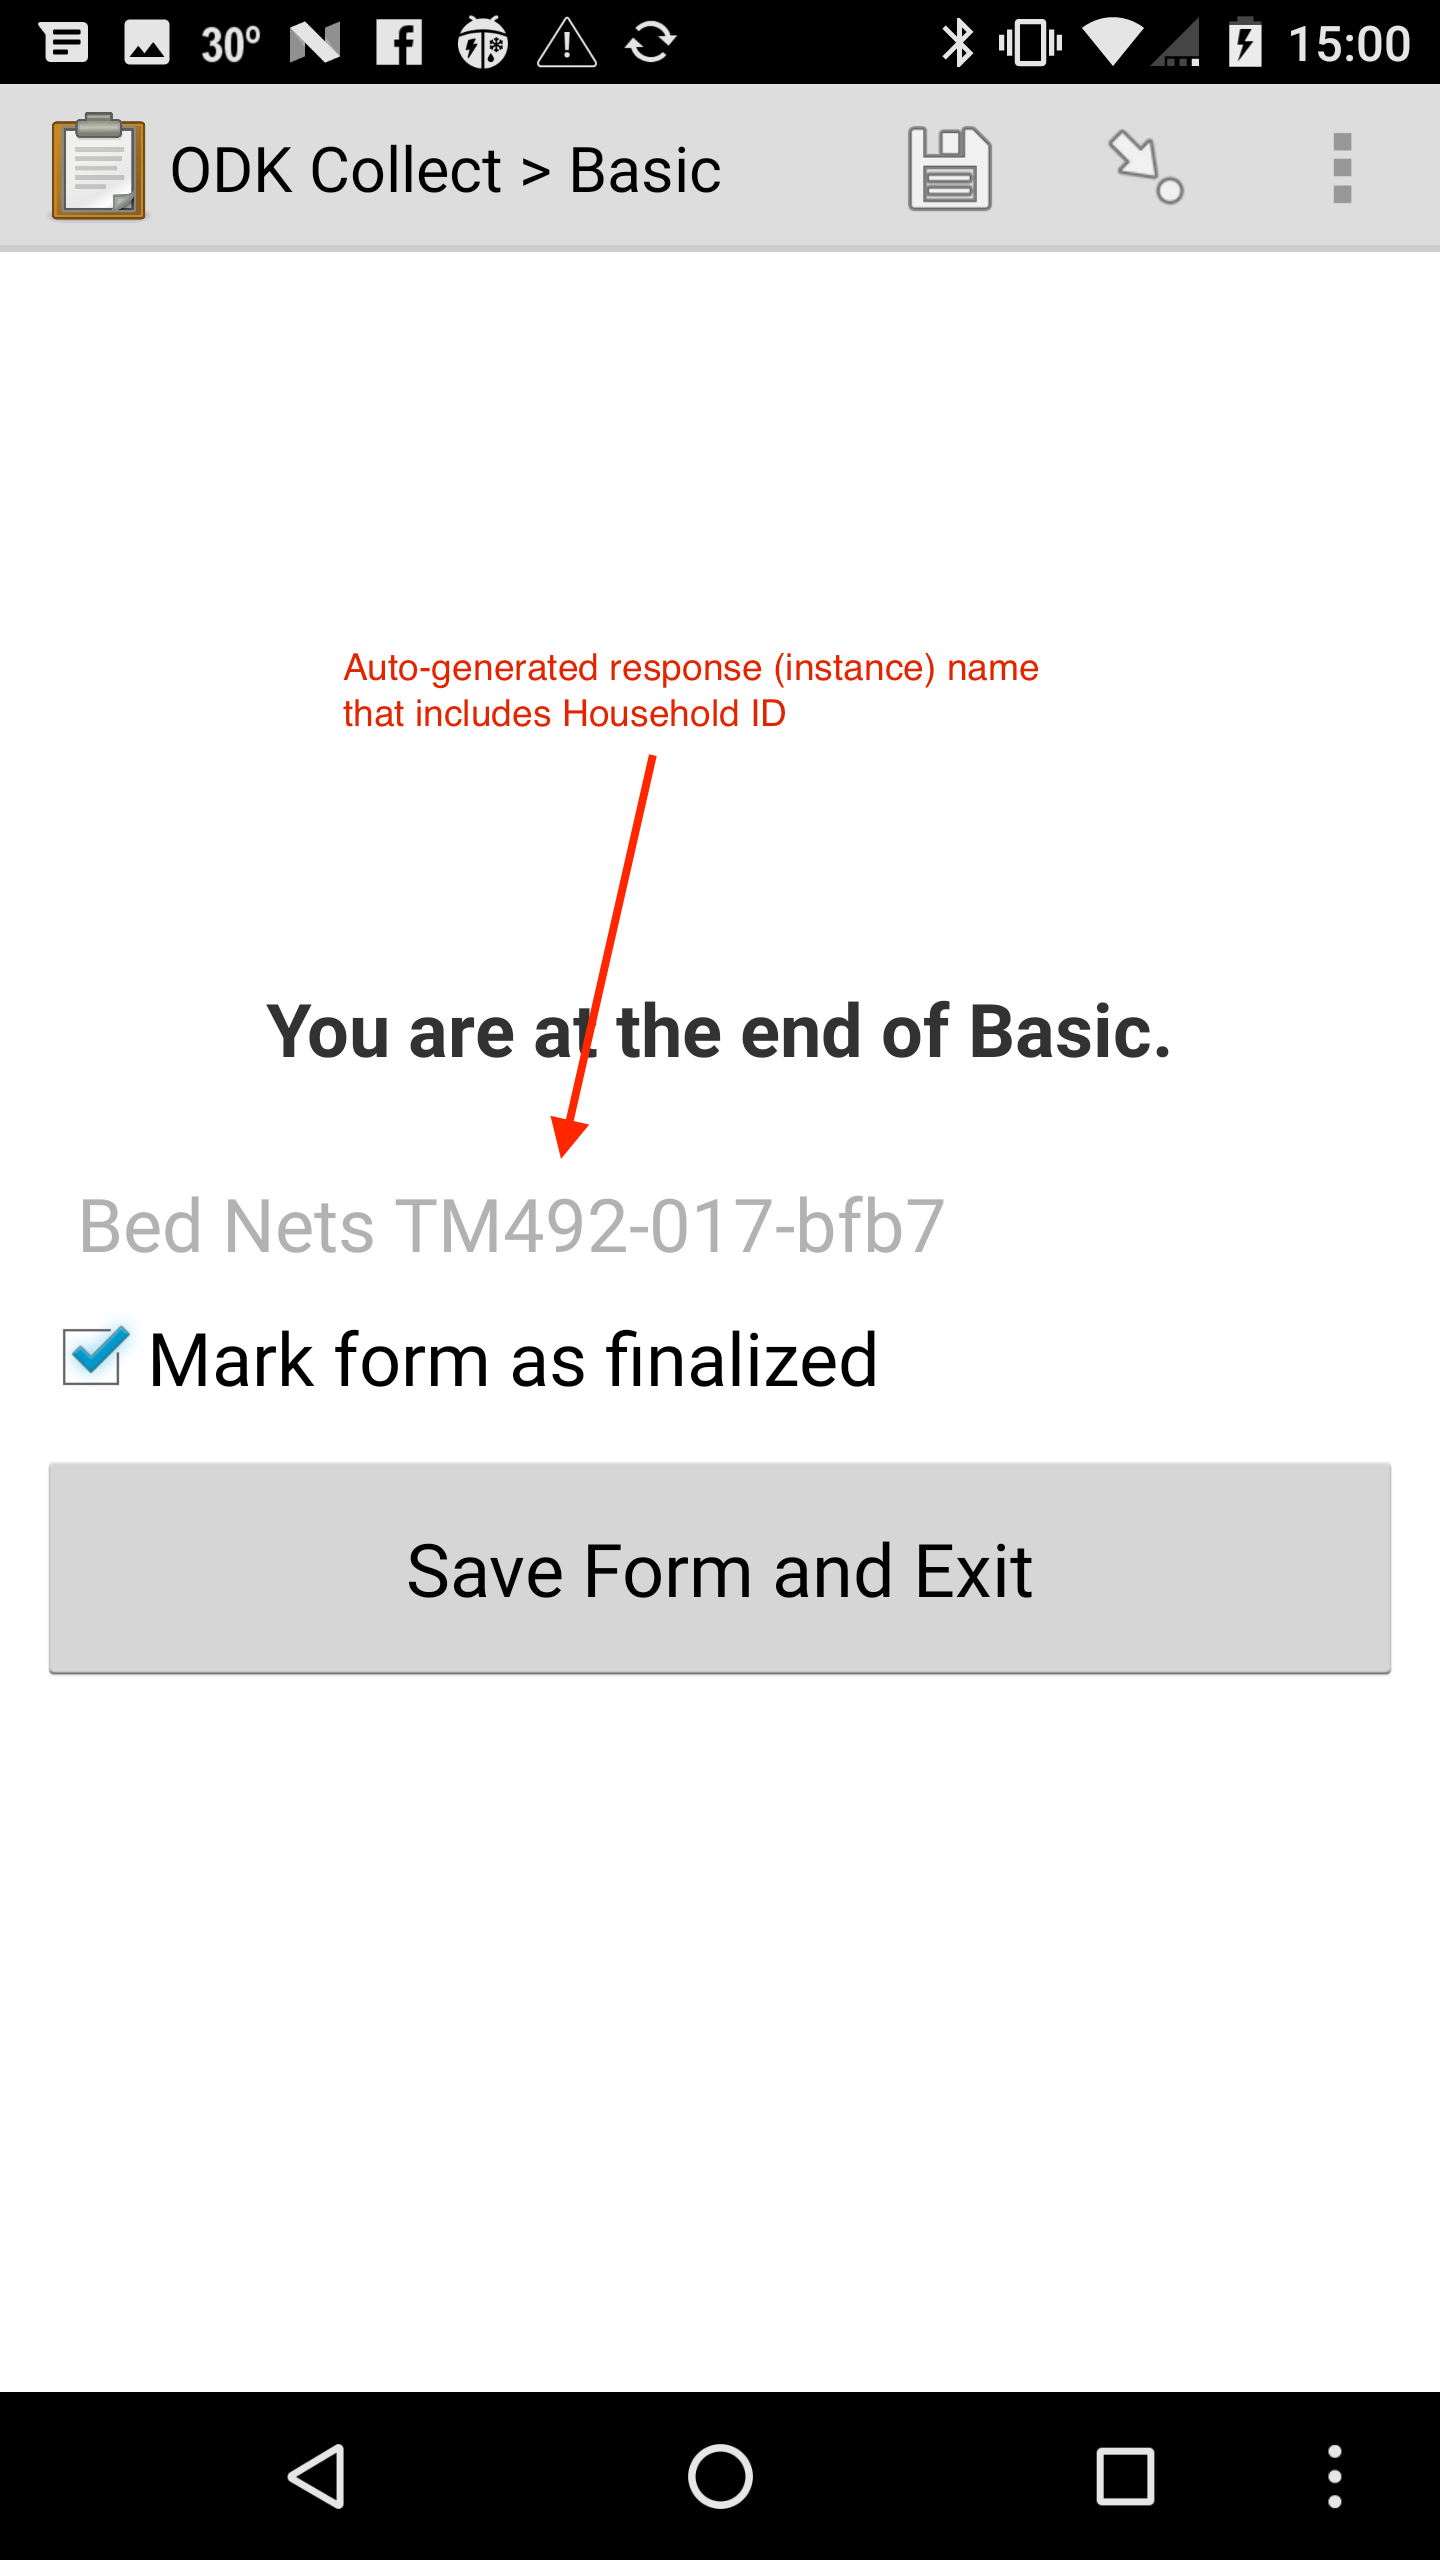 30º
15:00
ODK Collect > Basic
Auto-generated response (instance) name
that includes Household ID
You are at the end of Basic.
Bed Nets TM492-017-bfb7
Mark form as finalized
Save Form and Exit